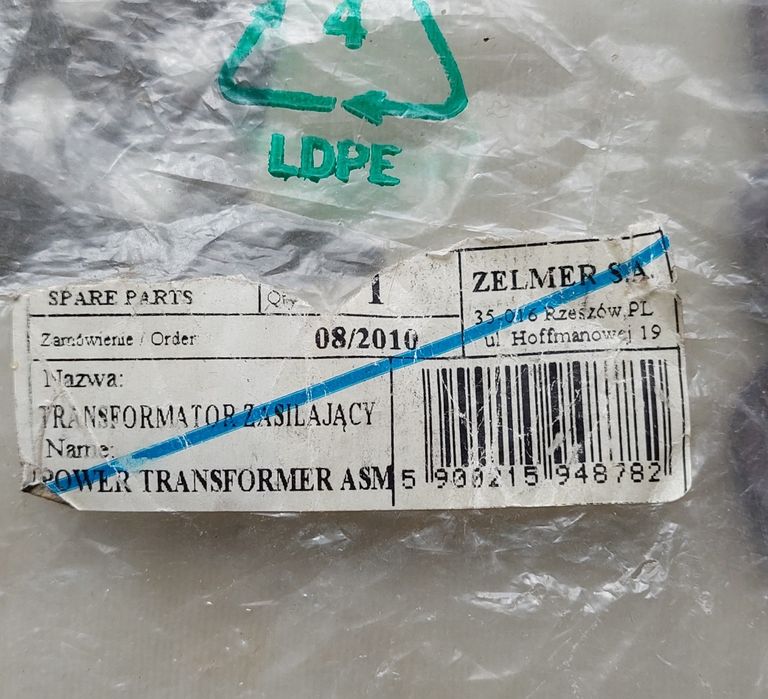 4
LDPE
SPARE PARTS Qty 1
ZELMER S.A.
35-016 Rzeszów,PL
ul Hoffmanowej 19
Zamówienie / Order 08/2010
Nazwa:
TRANSFORMATOR ZASILAJĄCY
Name:
POWER TRANSFORMER ASM
5 900215 948782